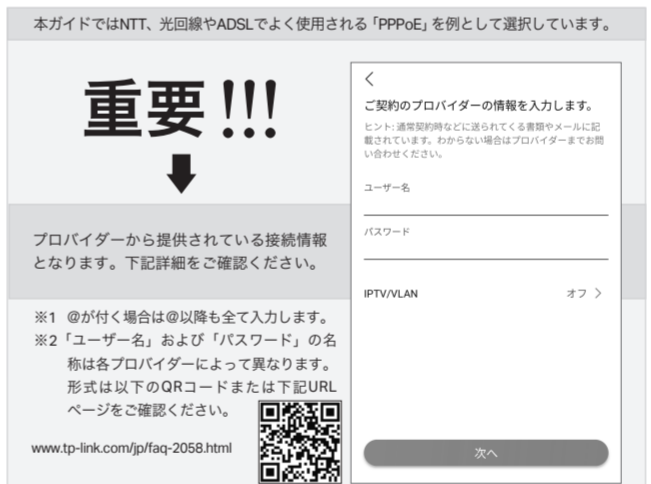 本ガイドではNTT、光回線やADSLでよく使用される「PPPoE」を例として選択しています。
重要!!!
プロバイダーから提供されている接続情報
となります。下記詳細をご確認ください。
※1 @が付く場合は@以降も全て入力します。
※2「ユーザー名」および「パスワード」の名
称は各プロバイダーによって異なります。
形式は以下のQRコードまたは下記URL
ページをご確認ください。
www.tp-link.com/jp/faq-2058.html
ご契約のプロバイダーの情報を入力します。
ヒント: 通常契約時などに送られてくる書類やメールに記
載されています。わからない場合はプロバイダーまでお問
い合わせください。
ユーザー名
パスワード
IPTV/VLAN オフ
次へ